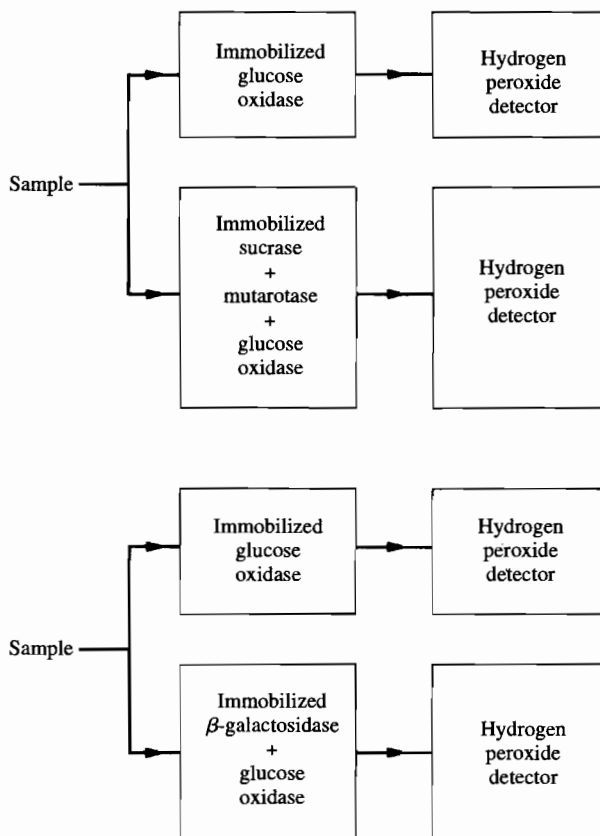 Immobilized
glucose
oxidase
Hydrogen
peroxide
detector
Sample
Immobilized
sucrase
+
mutarotase
+
glucose
oxidase
Hydrogen
peroxide
detector
Immobilized
glucose
oxidase
Hydrogen
peroxide
detector
Sample
Immobilized
β-galactosidase
+
glucose
oxidase
Hydrogen
peroxide
detector